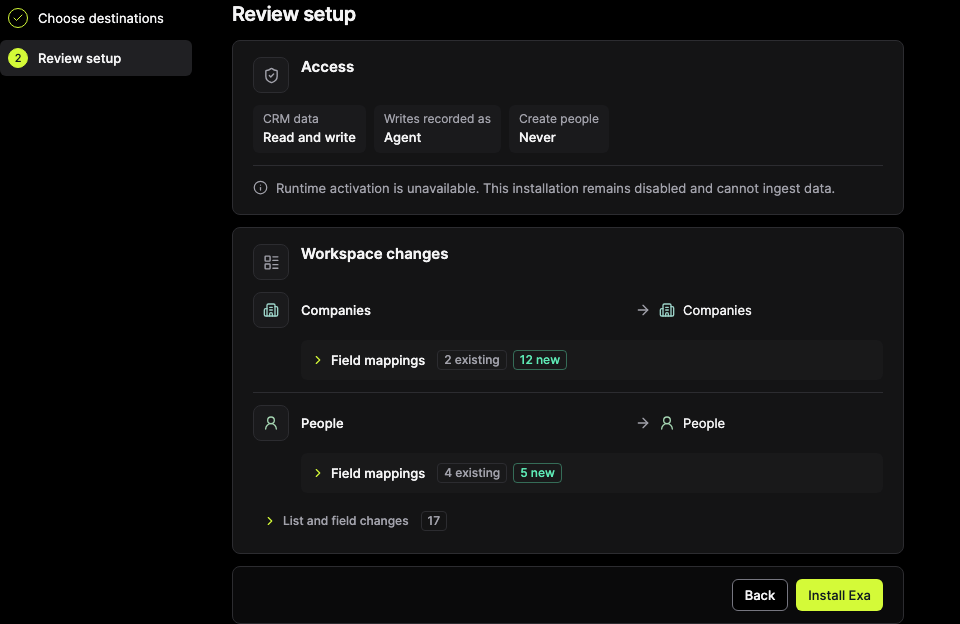 Choose destinations
2 Review setup
Review setup
Access
CRM data
Read and write
Writes recorded as
Agent
Create people
Never
Runtime activation is unavailable. This installation remains disabled and cannot ingest data.
Workspace changes
Companies
Companies
Field mappings 2 existing 12 new
People
People
Field mappings 4 existing 5 new
List and field changes 17
Back
Install Exa